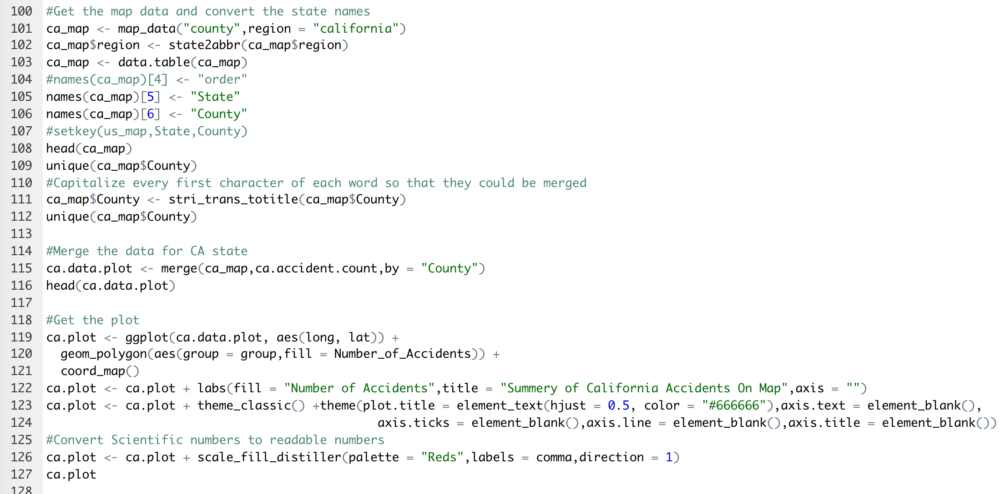 100 #Get the map data and convert the state names
101 ca_map <- map_data("county",region = "california")
102 ca_map$region <- state2abbr(ca_map$region)
103 ca_map <- data.table(ca_map)
104 #names(ca_map)[4] <- "order"
105 names(ca_map)[5] <- "State"
106 names(ca_map)[6] <- "County"
107 #setkey(us_map,State,County)
108 head(ca_map)
109 unique(ca_map$County)
110 #Capitalize every first character of each word so that they could be merged
111 ca_map$County <- stri_trans_totitle(ca_map$County)
112 unique(ca_map$County)
113
114 #Merge the data for CA state
115 ca.data.plot <- merge(ca_map,ca.accident.count,by = "County")
116 head(ca.data.plot)
117
118 #Get the plot
119 ca.plot <- ggplot(ca.data.plot, aes(long, lat)) +
120   geom_polygon(aes(group = group,fill = Number_of_Accidents)) +
121   coord_map()
122 ca.plot <- ca.plot + labs(fill = "Number of Accidents",title = "Summery of California Accidents On Map",axis = "")
123 ca.plot <- ca.plot + theme_classic() +theme(plot.title = element_text(hjust = 0.5, color = "#666666"),axis.text = element_blank(),
124                                               axis.ticks = element_blank(),axis.line = element_blank(),axis.title = element_blank())
125 #Convert Scientific numbers to readable numbers
126 ca.plot <- ca.plot + scale_fill_distiller(palette = "Reds",labels = comma,direction = 1)
127 ca.plot
128